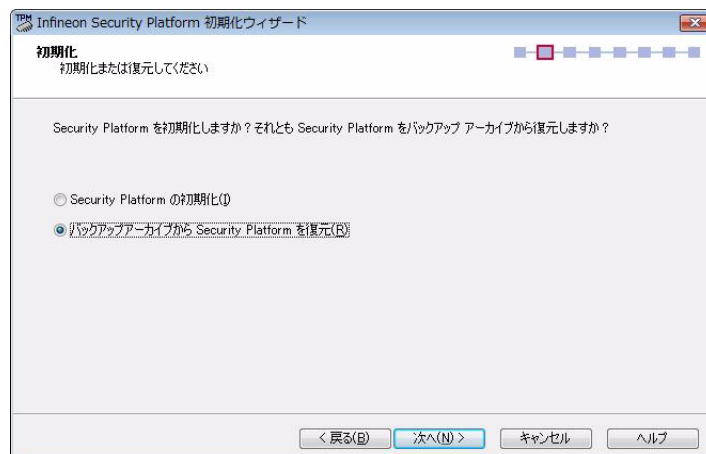 TPM
Infineon Security Platform 初期化ウィザード
初期化
初期化または復元してください
Security Platform を初期化しますか？それとも Security Platform をバックアップ アーカイブから復元しますか？
Security Platform の初期化(I)
バックアップアーカイブから Security Platform を復元(R)
< 戻る(B)
次へ(N) >
キャンセル
ヘルプ